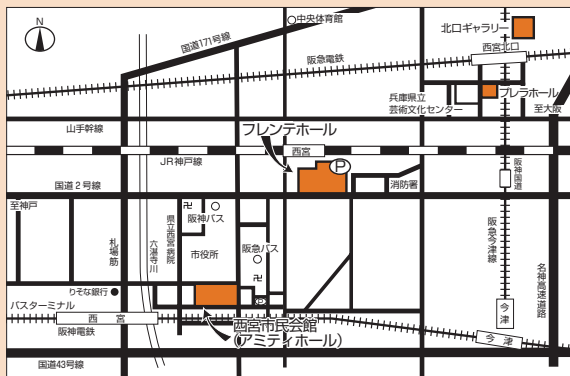 N
中央体育館
国道171号線
北口ギャラリー
西宮北口
阪急電鉄
プレラホール
兵庫県立
芸術文化センター
至大阪
山手幹線
フレンテホール
西宮
P
JR神戸線
阪神国道
消防署
国道2号線
至神戸
卍
阪神バス
県立西宮病院
札場筋
六湛寺川
市役所
阪急バス
卍
阪急今津線
名神高速道路
りそな銀行
バスターミナル
P
今津
西宮
阪神電鉄
西宮市民会館
(アミティホール)
今津
国道43号線